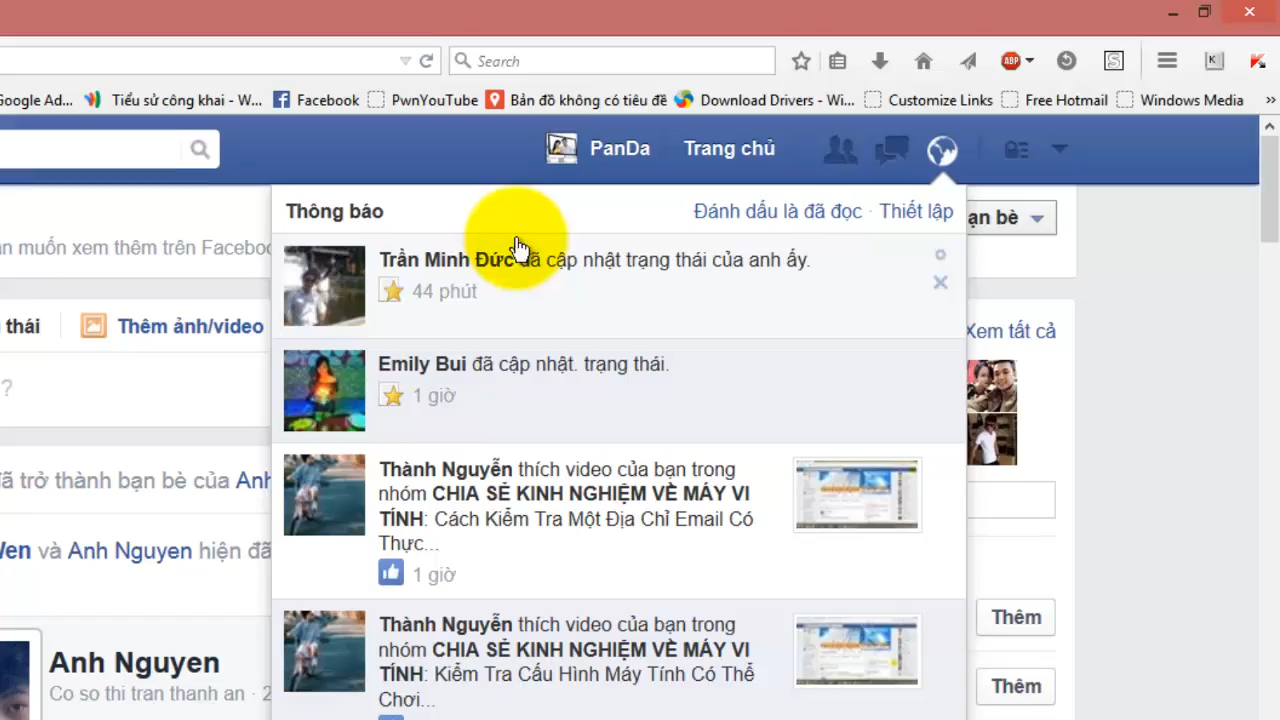 Search
ABP
S
K
Google Ad...
Tiểu sử công khai - W...
Facebook
PwnYouTube
Bản đồ không có tiêu đề
Download Drivers - Wi...
Customize Links
Free Hotmail
Windows Media
»
PanDa
Trang chủ
Thông báo
Đánh dấu là đã đọc · Thiết lập
ạn bè
ạn muốn xem thêm trên Facebo
Trần Minh Đức đã cập nhật trạng thái của anh ấy.
44 phút
thái
Thêm ảnh/video
Xem tất cả
Emily Bui đã cập nhật. trạng thái.
1 giờ
?
Thành Nguyễn thích video của bạn trong
nhóm CHIA SẺ KINH NGHIỆM VỀ MÁY VI
TÍNH: Cách Kiểm Tra Một Địa Chỉ Email Có
Thực...
1 giờ
đã trở thành bạn bè của Anh
Wen và Anh Nguyen hiện đã
Thành Nguyễn thích video của bạn trong
nhóm CHIA SẺ KINH NGHIỆM VỀ MÁY VI
TÍNH: Kiểm Tra Cấu Hình Máy Tính Có Thể
Chơi...
Thêm
Anh Nguyen
Co so thi tran thanh an · 2
Thêm